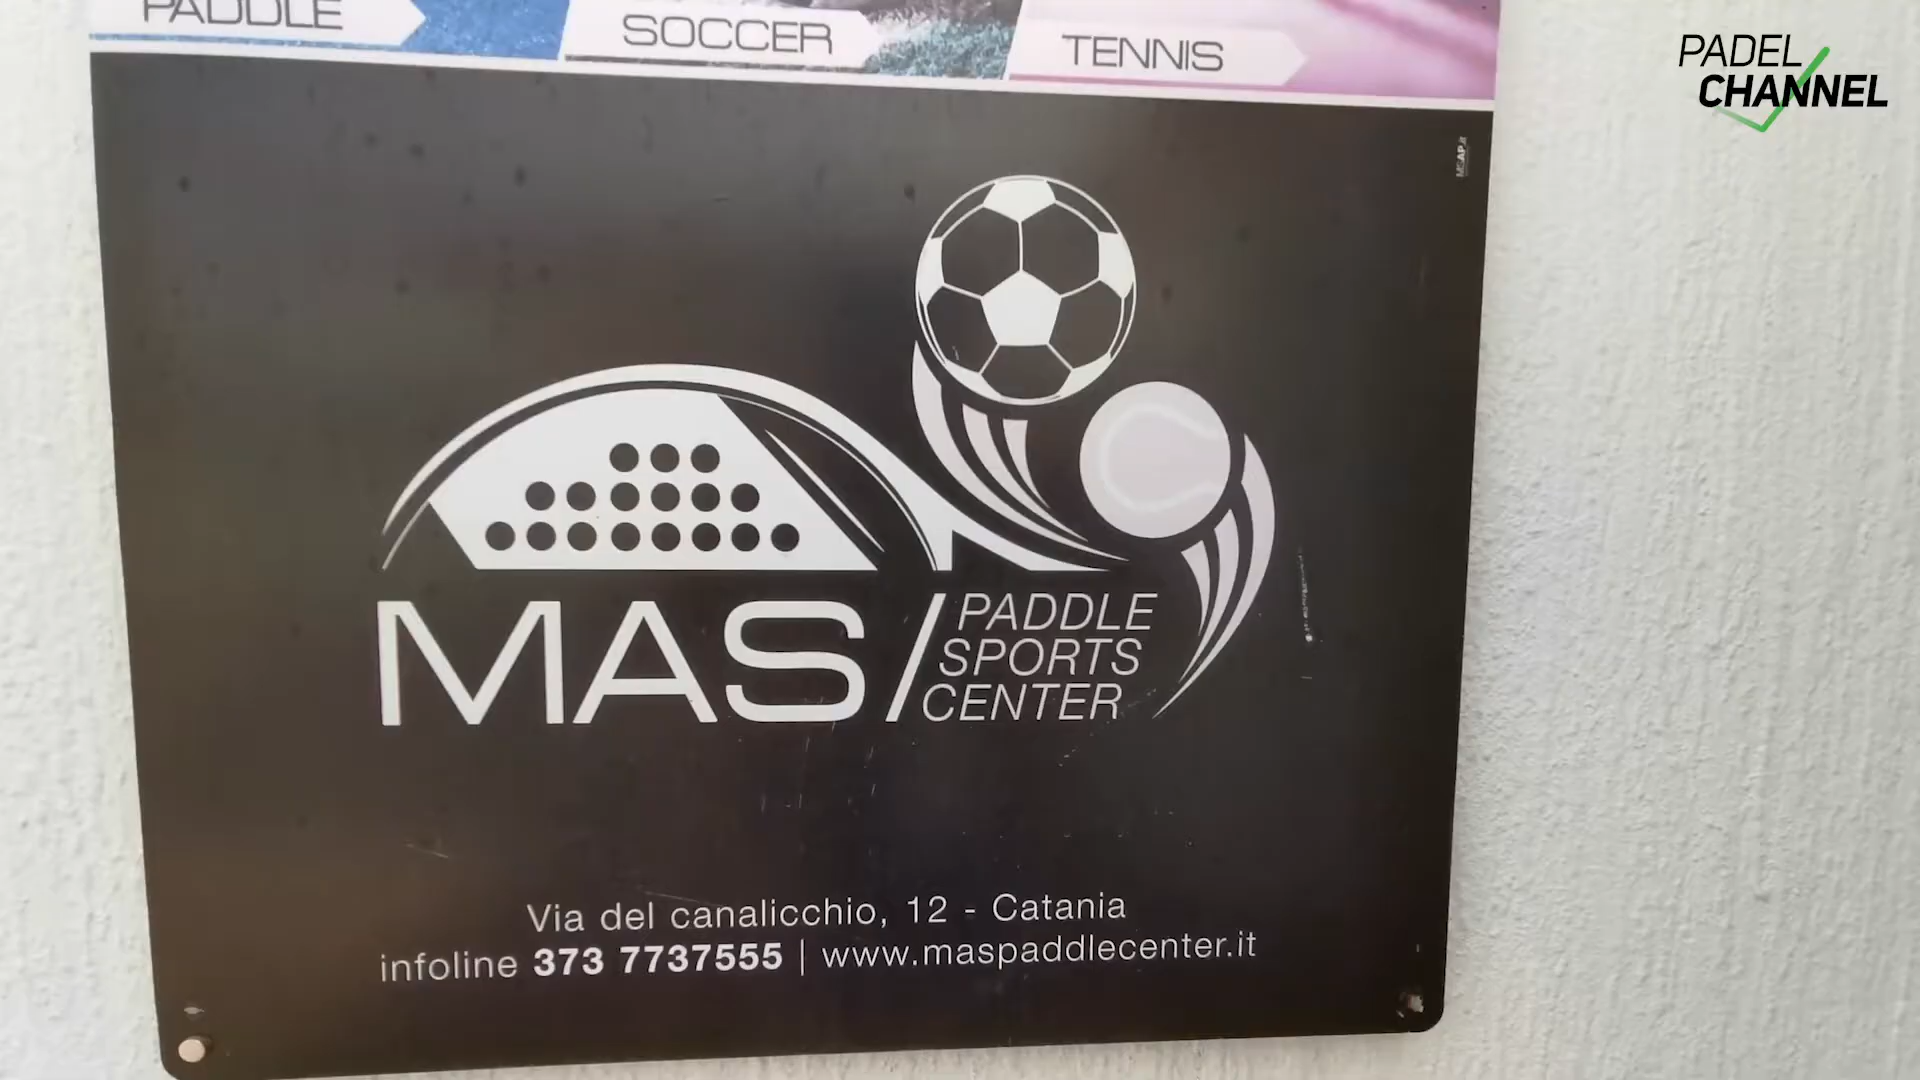 PADDLE
SOCCER
TENNIS
PADEL
CHANNEL
MAS/
PADDLE
SPORTS
CENTER
Via del canalicchio, 12 - Catania
infoline 373 7737555 | www.maspaddlecenter.it